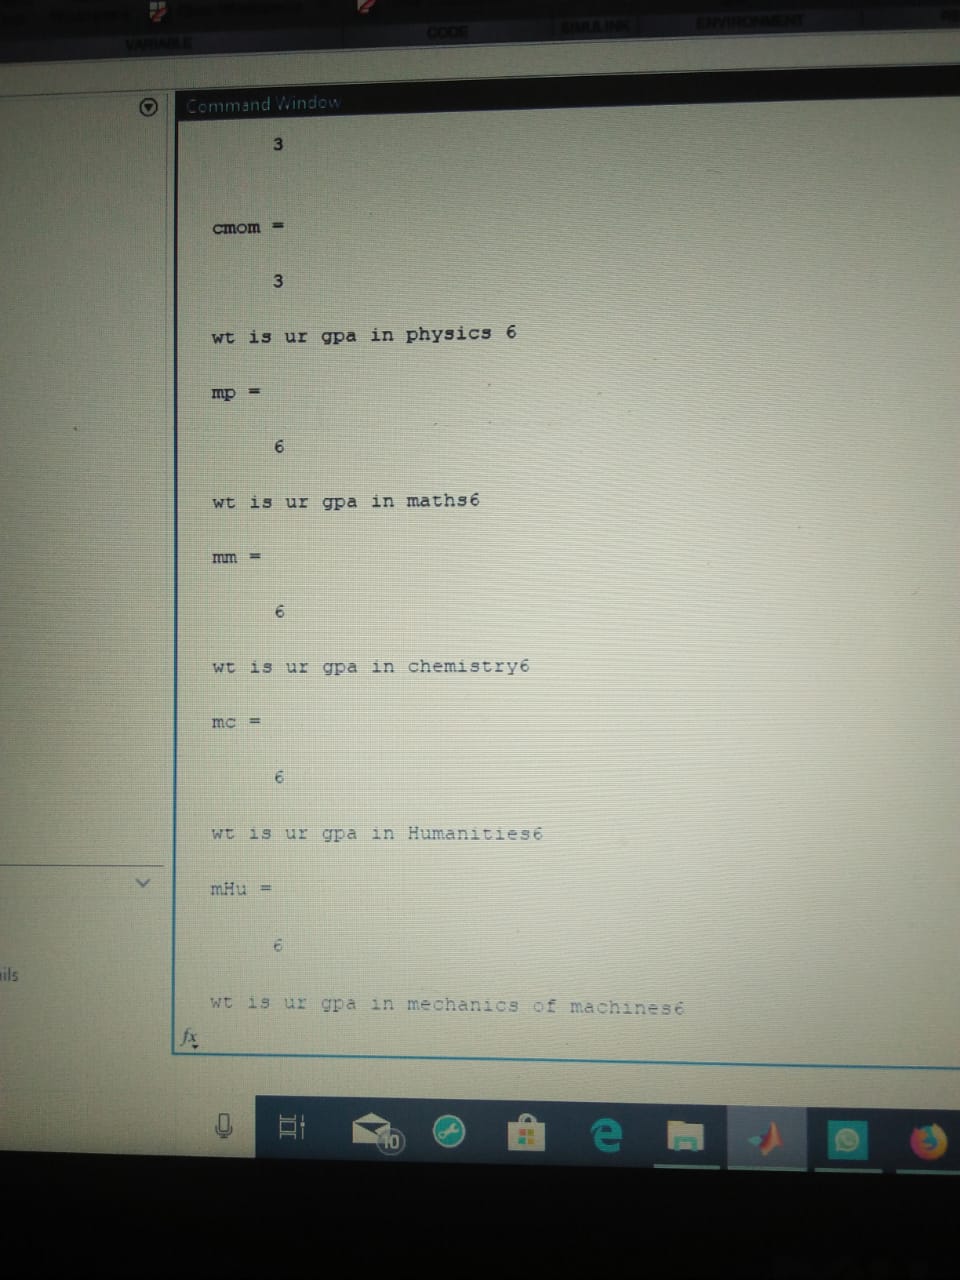 VARIABLE
CODE
SIMULINK
ENVIRONMENT
Command Window
3
cmom =
3
wt is ur gpa in physics 6
mp =
6
wt is ur gpa in maths6
mm =
6
wt is ur gpa in chemistry6
mc =
6
wt is ur gpa in Humanities6
mHu =
6
ils
wt is ur gpa in mechanics of machines6
fx
10